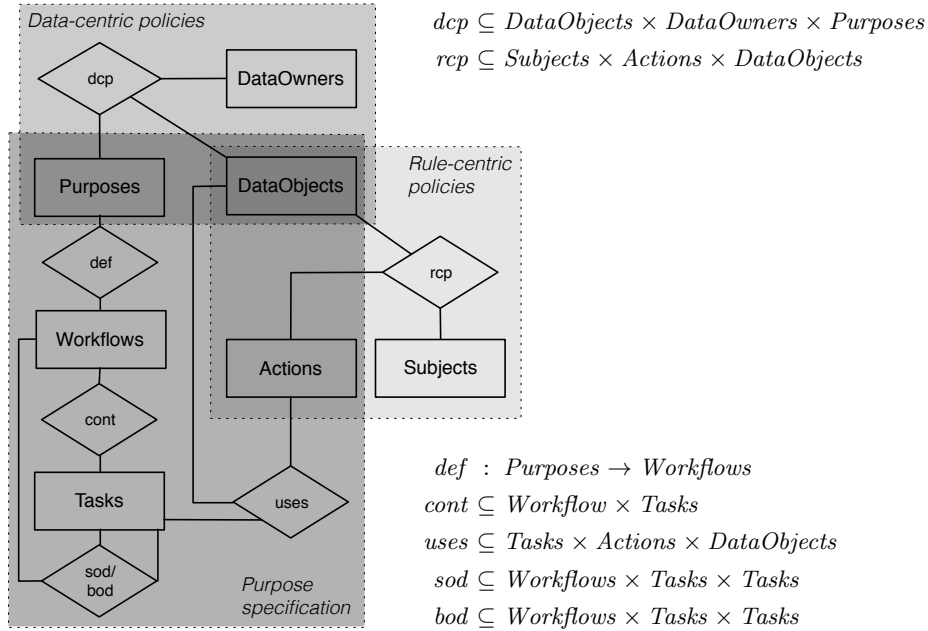 Data-centric policies
dcp
DataOwners
Purposes
DataObjects
Rule-centric
policies
def
rcp
Workflows
Actions
Subjects
cont
Tasks
uses
sod/
bod
Purpose
specification
dcp ⊆ DataObjects × DataOwners × Purposes
rcp ⊆ Subjects × Actions × DataObjects
def : Purposes → Workflows
cont ⊆ Workflow × Tasks
uses ⊆ Tasks × Actions × DataObjects
sod ⊆ Workflows × Tasks × Tasks
bod ⊆ Workflows × Tasks × Tasks